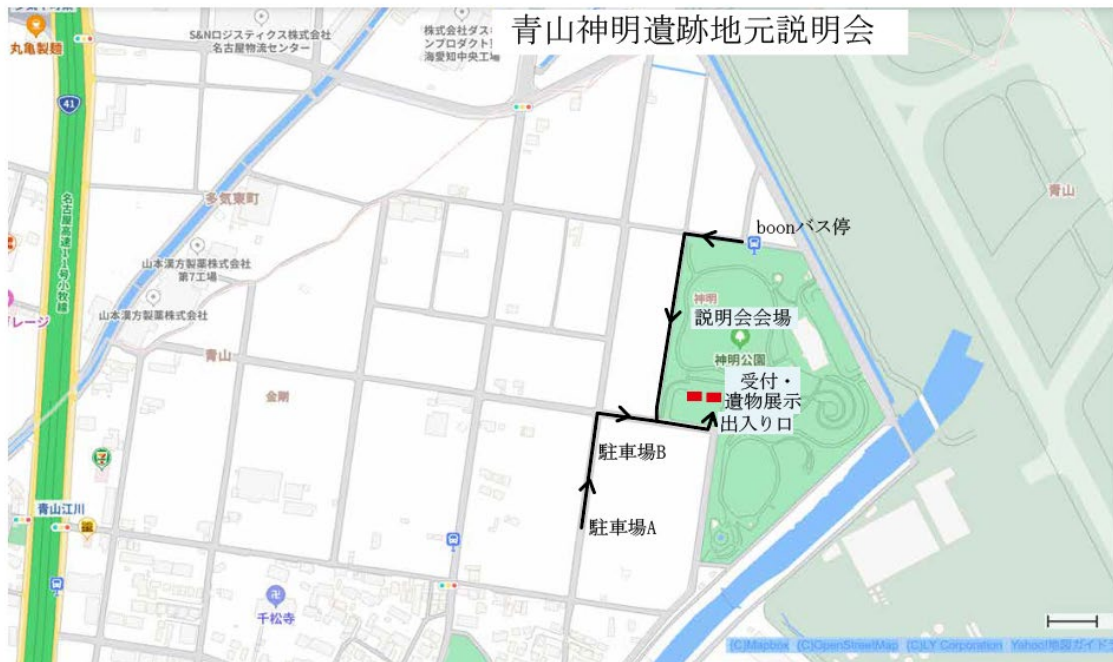 青山神明遺跡地元説明会
丸亀製麺
S&Nロジスティクス株式会社
名古屋物流センター
株式会社ダスキ
ンプロダクト東
海愛知中央工場
41
名古屋高速11号小牧線
多気東町
山本漢方製薬株式会社
第7工場
山本漢方製薬株式会社
レージ
青山
金剛
青山
boonバス停
神明
説明会会場
神明公園
受付・
遺物展示
出入り口
駐車場B
駐車場A
青山江川
千松寺
(C)Mapbox (C)OpenStreetMap (C)LY Corporation Yahoo!地図ガイド